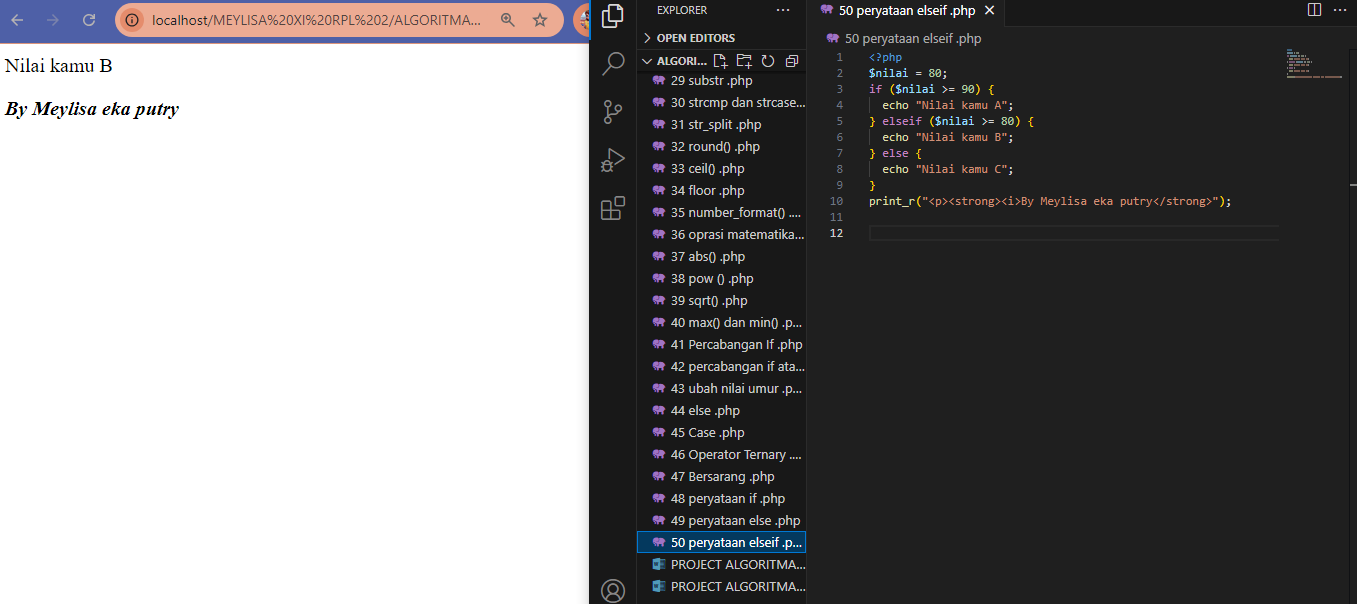 localhost/MEYLISA%20XI%20RPL%202/ALGORITMA...
Nilai kamu B
By Meylisa eka putry
EXPLORER
OPEN EDITORS
ALGORI...
29 substr .php
30 strcmp dan strcase...
31 str_split .php
32 round() .php
33 ceil() .php
34 floor .php
35 number_format() ....
36 oprasi matematika...
37 abs() .php
38 pow () .php
39 sqrt() .php
40 max() dan min() .p...
41 Percabangan If .php
42 percabangan if ata...
43 ubah nilai umur .p...
44 else .php
45 Case .php
46 Operator Ternary ....
47 Bersarang .php
48 peryataan if .php
49 peryataan else .php
50 peryataan elseif .p...
PROJECT ALGORITMA...
PROJECT ALGORITMA...
50 peryataan elseif .php
50 peryataan elseif .php
1 <?php
2 $nilai = 80;
3 if ($nilai >= 90) {
4 echo "Nilai kamu A";
5 } elseif ($nilai >= 80) {
6 echo "Nilai kamu B";
7 } else {
8 echo "Nilai kamu C";
9 }
10 print_r("<p><strong><i>By Meylisa eka putry</strong>");
11
12